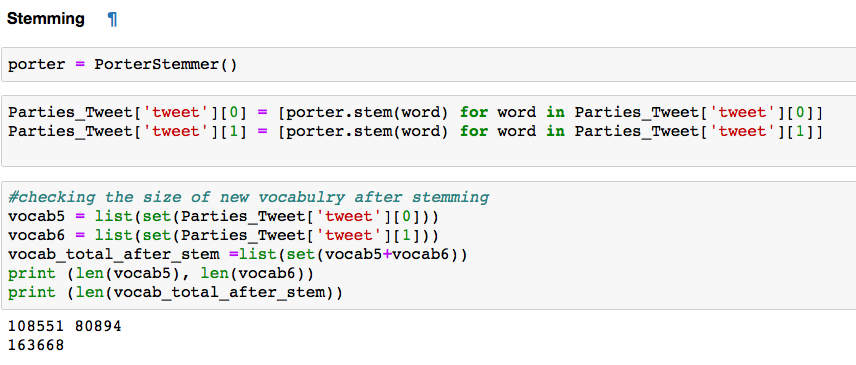 Stemming ¶
porter = PorterStemmer()
Parties_Tweet['tweet'][0] = [porter.stem(word) for word in Parties_Tweet['tweet'][0]]
Parties_Tweet['tweet'][1] = [porter.stem(word) for word in Parties_Tweet['tweet'][1]]
#checking the size of new vocabulry after stemming
vocab5 = list(set(Parties_Tweet['tweet'][0]))
vocab6 = list(set(Parties_Tweet['tweet'][1]))
vocab_total_after_stem =list(set(vocab5+vocab6))
print (len(vocab5), len(vocab6))
print (len(vocab_total_after_stem))
108551 80894
163668